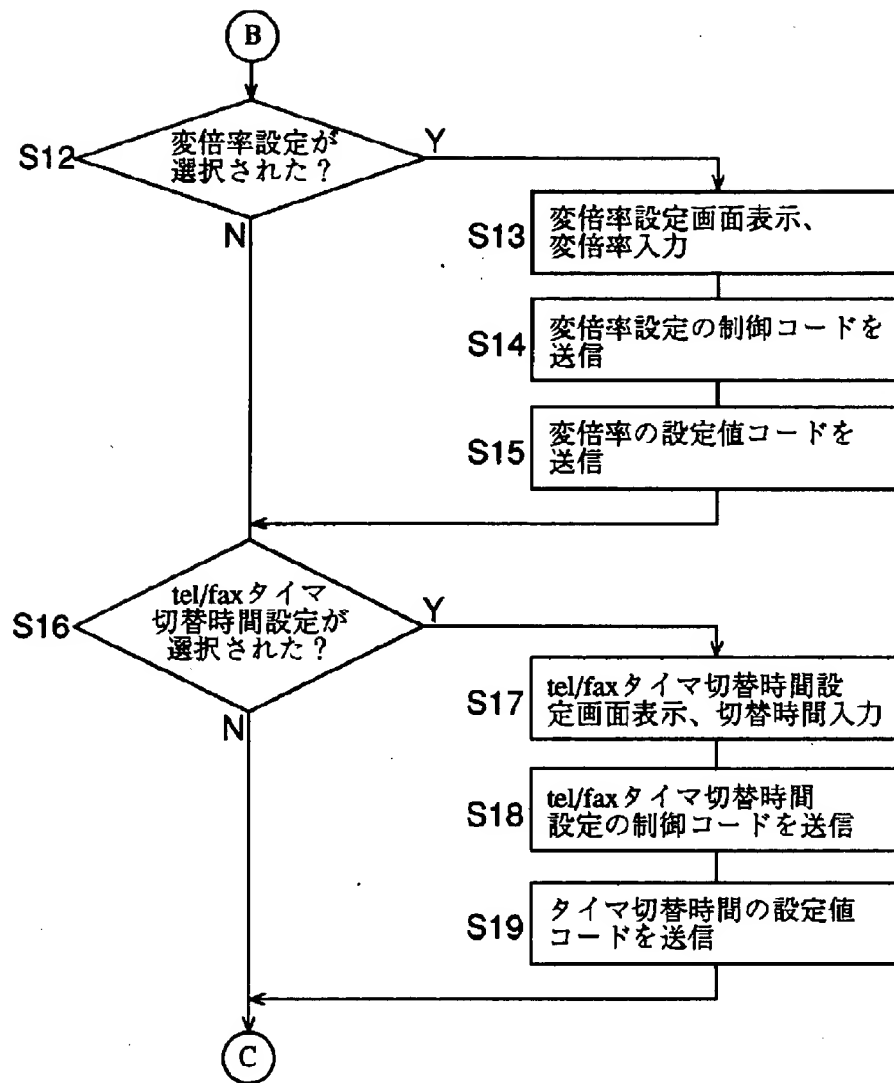 B
S12
変倍率設定が
選択された？
Y
N
S13
変倍率設定画面表示、
変倍率入力
S14
変倍率設定の制御コードを
送信
S15
変倍率の設定値コードを
送信
S16
tel/faxタイマ
切替時間設定が
選択された？
Y
N
S17
tel/faxタイマ切替時間設
定画面表示、切替時間入力
S18
tel/faxタイマ切替時間
設定の制御コードを送信
S19
タイマ切替時間の設定値
コードを送信
C